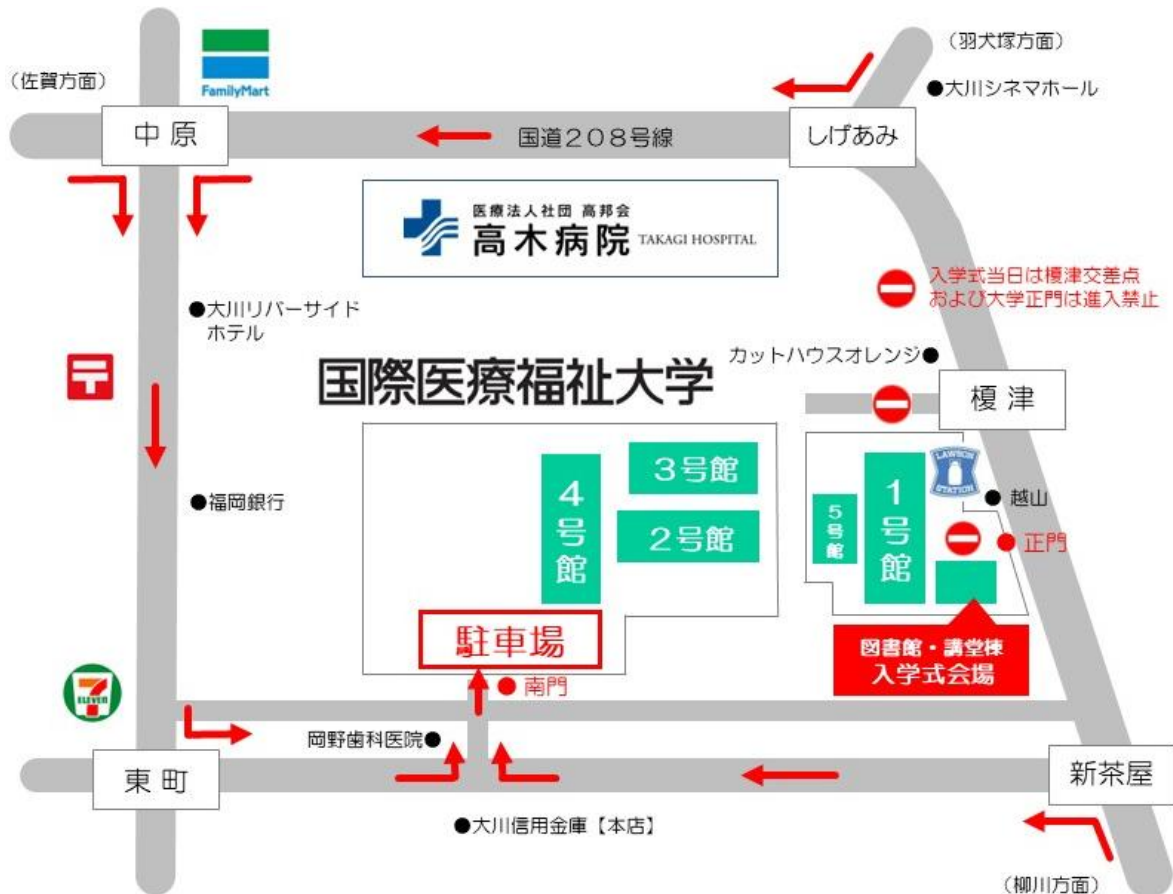 （佐賀方面）
FamilyMart
（羽犬塚方面）
●大川シネマホール
中原
国道２０８号線
しげあみ
医療法人社団 高邦会
高木病院 TAKAGI HOSPITAL
入学式当日は榎津交差点
および大学正門は進入禁止
●大川リバーサイド
ホテル
カットハウスオレンジ●
国際医療福祉大学
榎津
●福岡銀行
４号館
３号館
２号館
５号館
１号館
LAWSON
STATION
●越山
●正門
駐車場
図書館・講堂棟
入学式会場
7
ELEVEN
●南門
岡野歯科医院●
東町
新茶屋
●大川信用金庫【本店】
（柳川方面）